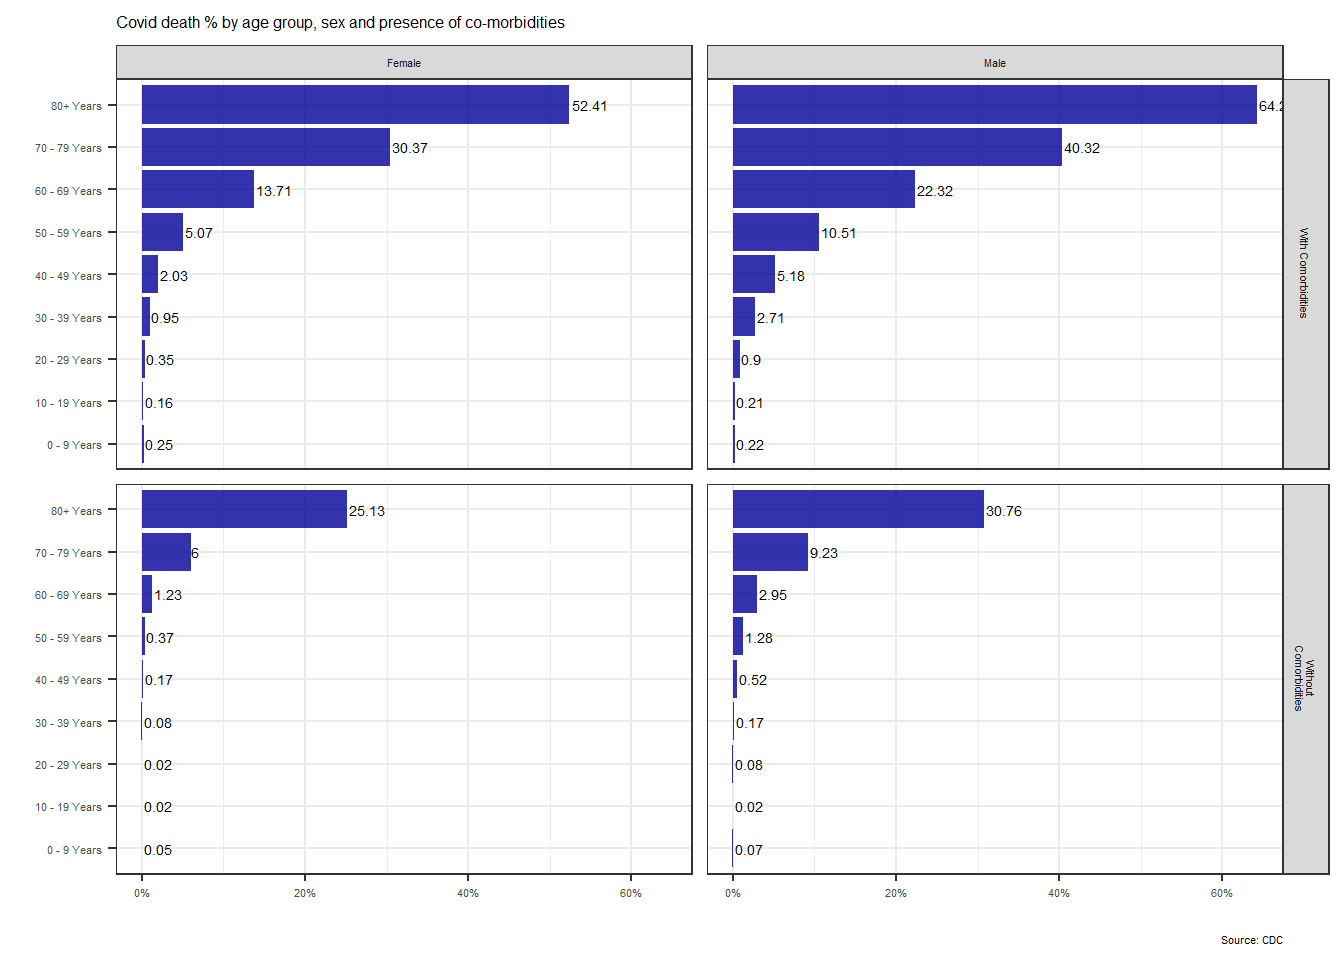 Covid death % by age group, sex and presence of co-morbidities
Female
Male
80+ Years
52.41
64.2
70 - 79 Years
30.37
40.32
60 - 69 Years
13.71
22.32
50 - 59 Years
5.07
10.51
40 - 49 Years
2.03
5.18
30 - 39 Years
0.95
2.71
20 - 29 Years
0.35
0.9
10 - 19 Years
0.16
0.21
0 - 9 Years
0.25
0.22
With Comorbidities
80+ Years
25.13
30.76
70 - 79 Years
6
9.23
60 - 69 Years
1.23
2.95
50 - 59 Years
0.37
1.28
40 - 49 Years
0.17
0.52
30 - 39 Years
0.08
0.17
20 - 29 Years
0.02
0.08
10 - 19 Years
0.02
0.02
0 - 9 Years
0.05
0.07
Without
Comorbidities
0%
20%
40%
60%
0%
20%
40%
60%
Source: CDC